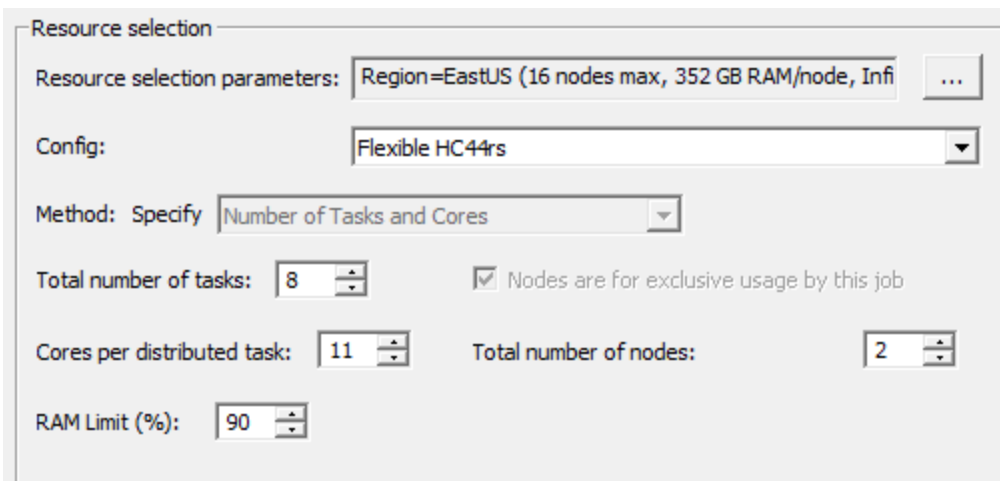 Resource selection
Resource selection parameters: Region=EastUS (16 nodes max, 352 GB RAM/node, Infi ...
Config: Flexible HC44rs
Method: Specify Number of Tasks and Cores
Total number of tasks: 8 Nodes are for exclusive usage by this job
Cores per distributed task: 11 Total number of nodes: 2
RAM Limit (%): 90